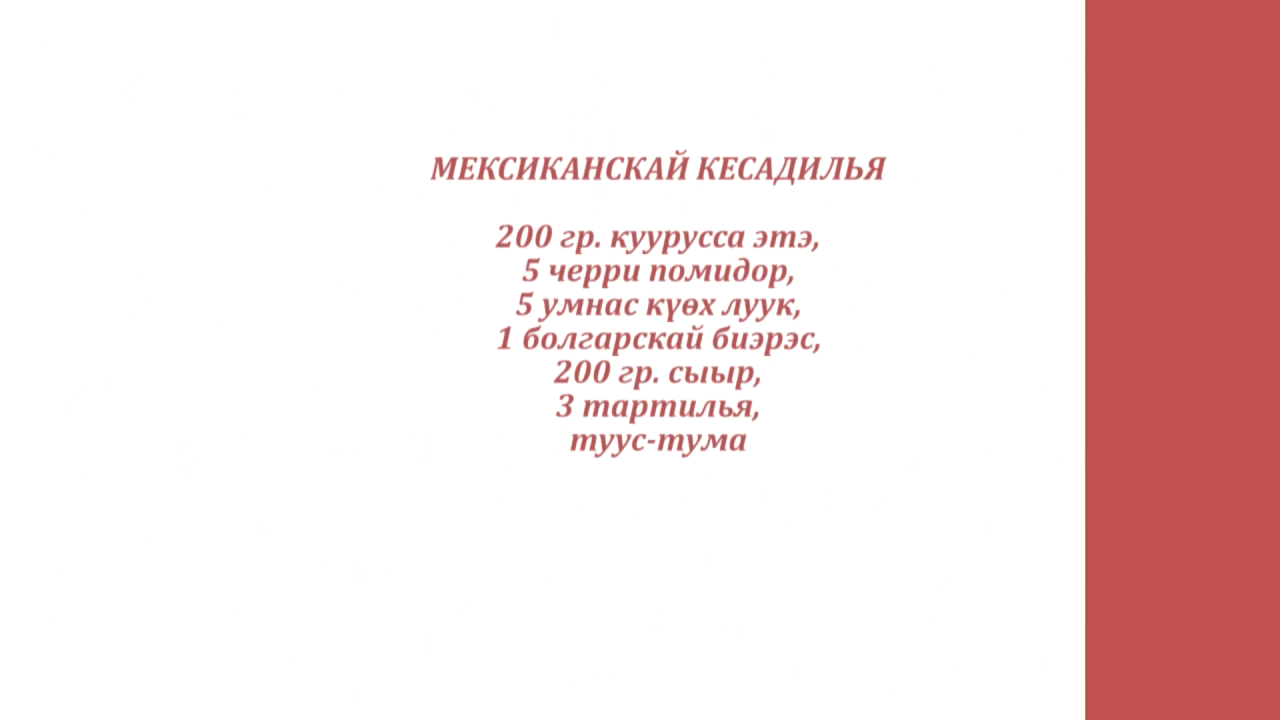 МЕКСИКАНСКАЙ КЕСАДИЛЬЯ
200 гр. куурусса этэ,
5 черри помидор,
5 умнас күөх луук,
1 болгарскай биэрэс,
200 гр. сыыр,
3 тартилья,
туус-тума